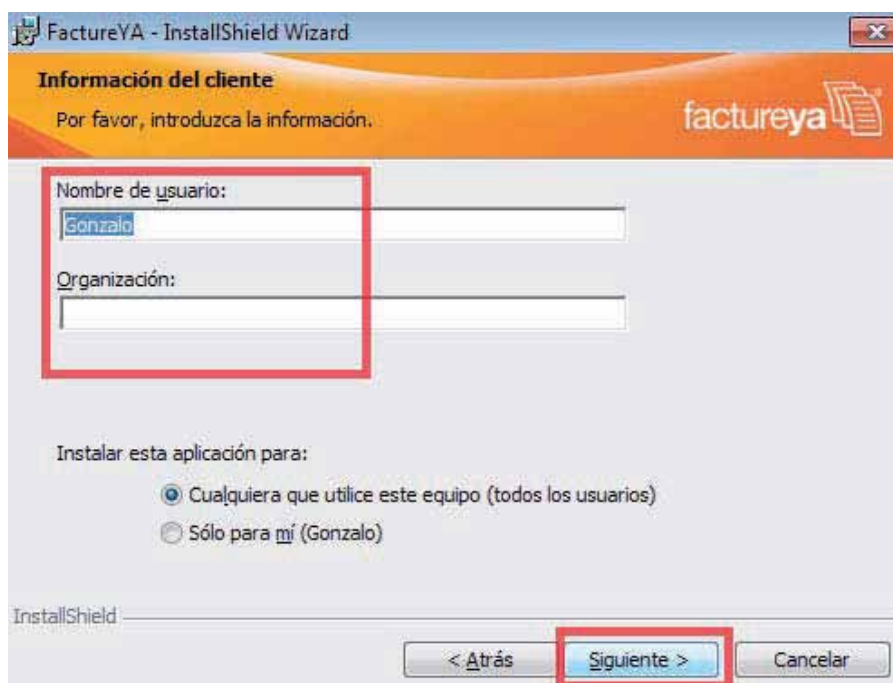 FactureYA - InstallShield Wizard
Información del cliente
Por favor, introduzca la información.
factureya
Nombre de usuario:
Gonzalo
Organización:
Instalar esta aplicación para:
Cualquiera que utilice este equipo (todos los usuarios)
Sólo para mí (Gonzalo)
InstallShield
< Atrás
Siguiente >
Cancelar